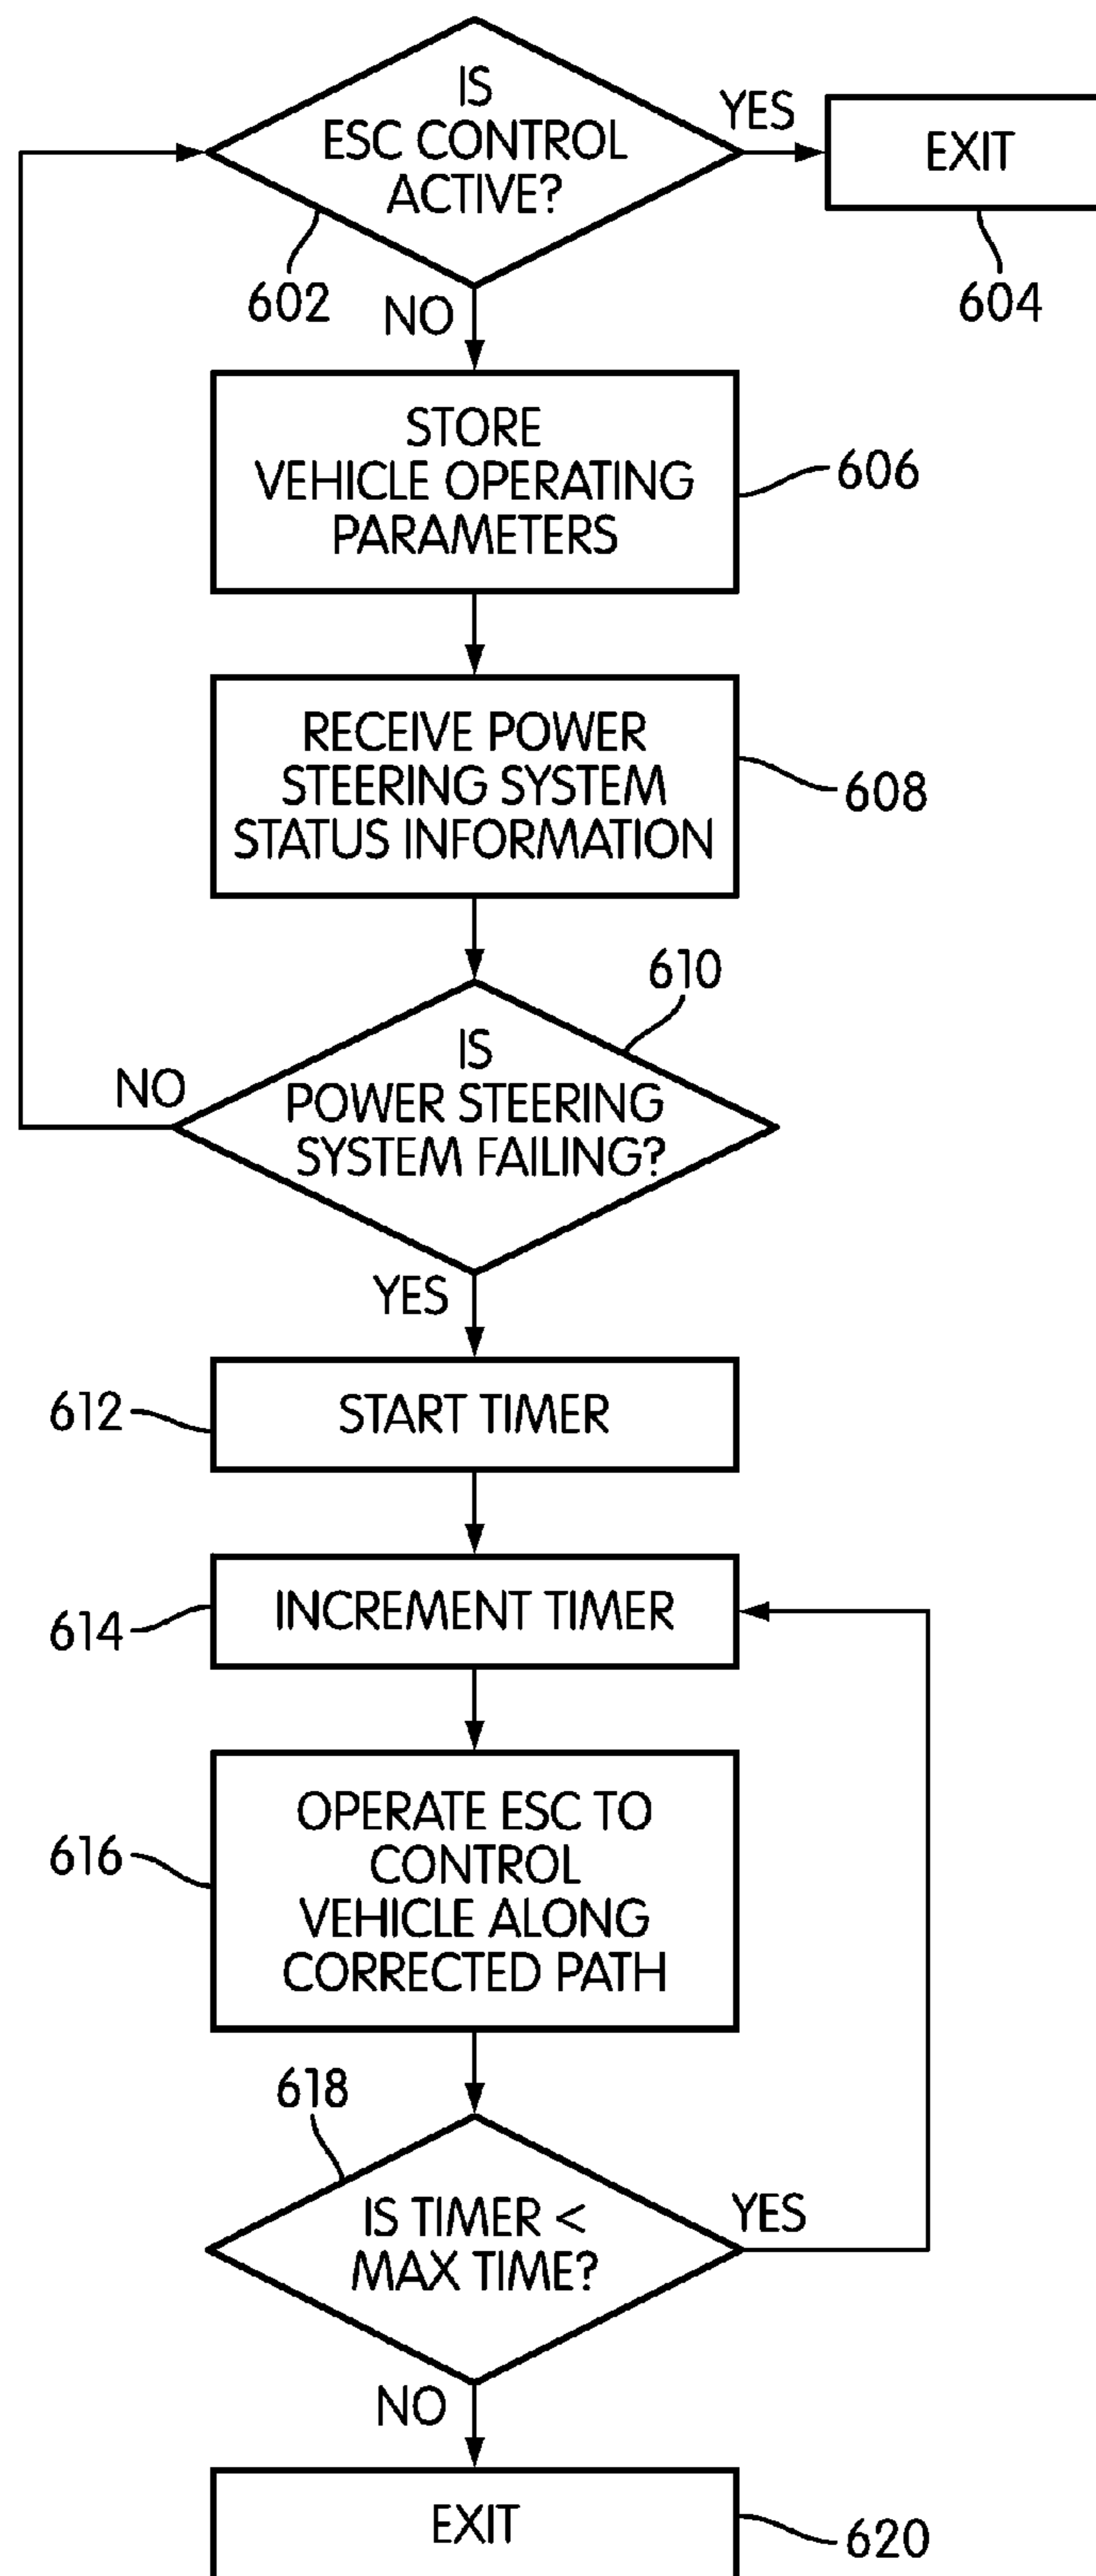 IS
ESC CONTROL
ACTIVE?
YES
EXIT
602
604
NO
STORE
VEHICLE OPERATING
PARAMETERS
606
RECEIVE POWER
STEERING SYSTEM
STATUS INFORMATION
608
610
IS
POWER STEERING
SYSTEM FAILING?
NO
YES
612
START TIMER
614
INCREMENT TIMER
616
OPERATE ESC TO
CONTROL
VEHICLE ALONG
CORRECTED PATH
618
IS TIMER <
MAX TIME?
YES
NO
EXIT
620